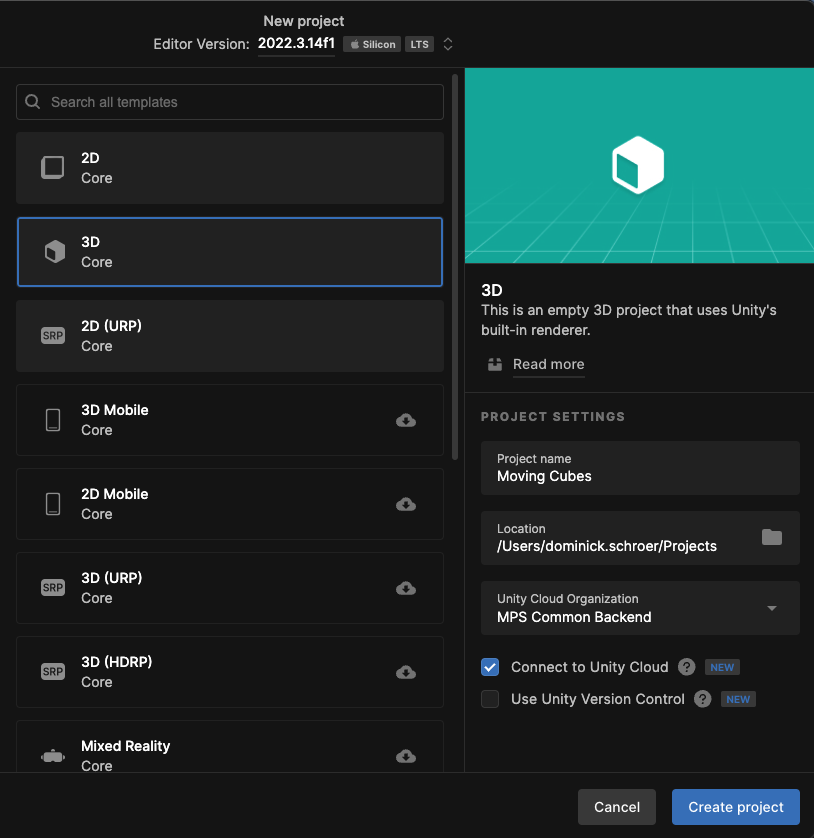 New project
Editor Version: 2022.3.14f1 Silicon LTS
Search all templates
2D
Core
3D
Core
SRP
2D (URP)
Core
3D Mobile
Core
2D Mobile
Core
SRP
3D (URP)
Core
SRP
3D (HDRP)
Core
Mixed Reality
Core
3D
This is an empty 3D project that uses Unity's
built-in renderer.
Read more
PROJECT SETTINGS
Project name
Moving Cubes
Location
/Users/dominick.schroer/Projects
Unity Cloud Organization
MPS Common Backend
Connect to Unity Cloud ? NEW
Use Unity Version Control ? NEW
Cancel
Create project